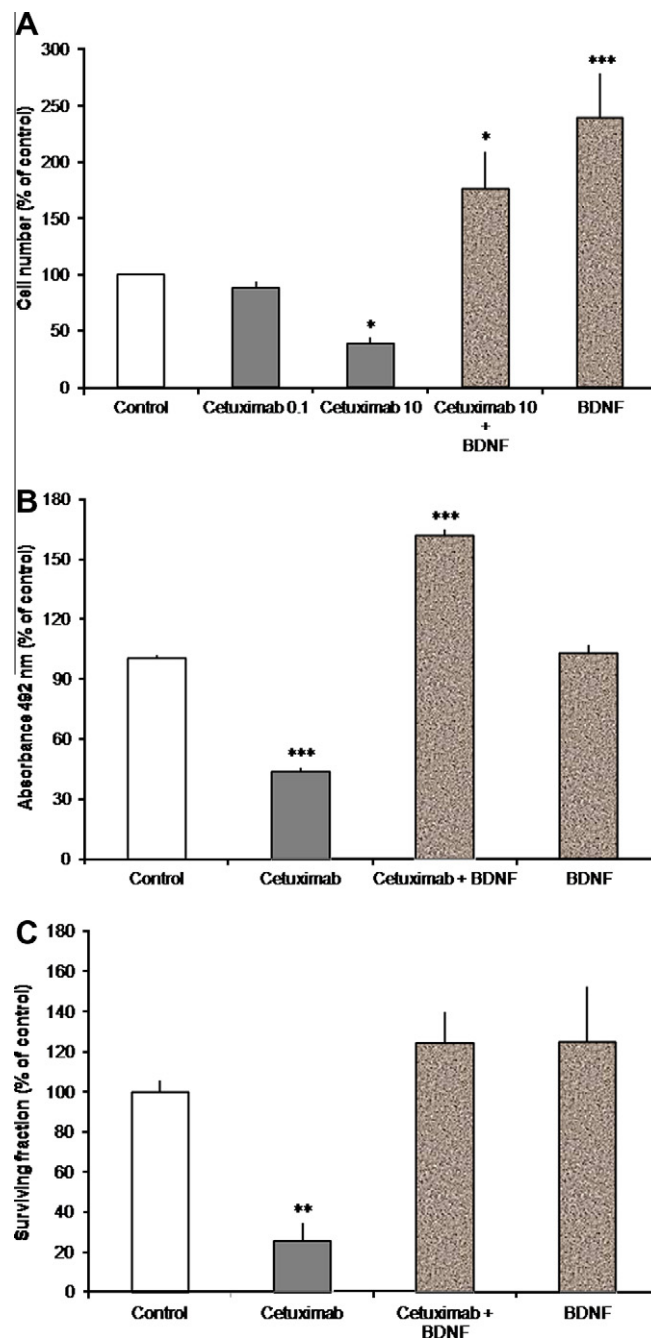 A
Cell number (% of control)
300
250
200
150
100
50
0
*
*
***
Control
Cetuximab 0.1
Cetuximab 10
Cetuximab 10
+
BDNF
BDNF
B
Absorbance 492 nm (% of control)
180
150
120
90
60
30
0
***
***
Control
Cetuximab
Cetuximab + BDNF
BDNF
C
Surviving fraction (% of control)
180
160
140
120
100
80
60
40
20
0
**
Control
Cetuximab
Cetuximab +
BDNF
BDNF